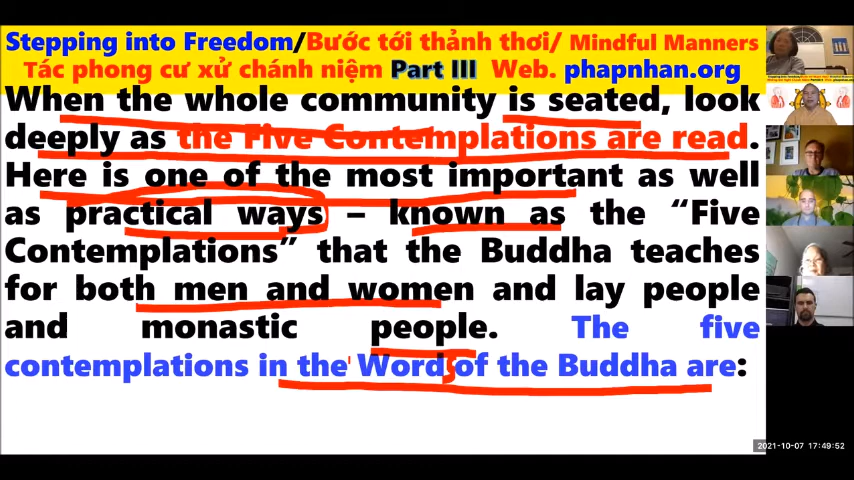 Stepping into Freedom/Bước tới thảnh thơi/ Mindful Manners
Tác phong cư xử chánh niệm Part III Web. phapnhan.org
When the whole community is seated, look
deeply as the Five Contemplations are read.
Here is one of the most important as well
as practical ways – known as the “Five
Contemplations” that the Buddha teaches
for both men and women and lay people
and monastic people. The five
contemplations in the Words of the Buddha are:
2021-10-07 17:49:52